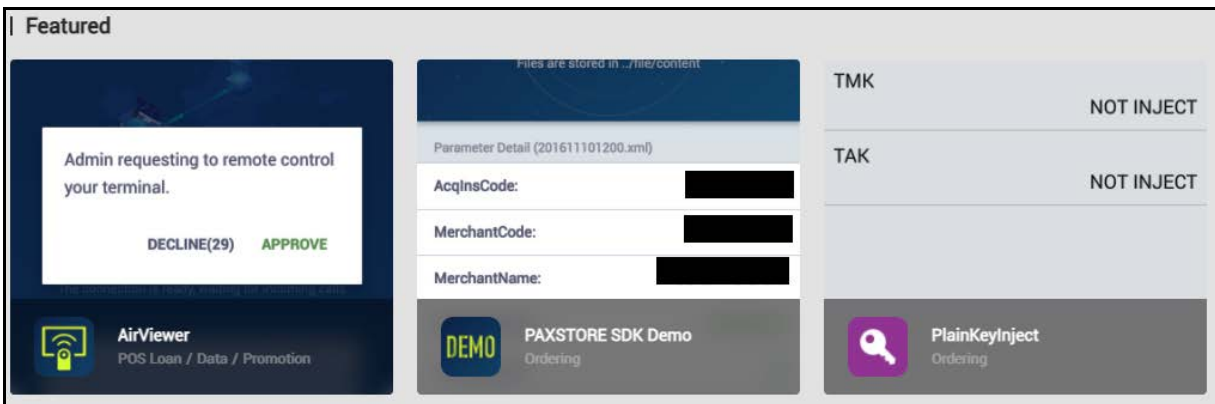 Featured
Admin requesting to remote control
your terminal.
DECLINE(29) APPROVE
AirViewer
POS Loan / Data / Promotion
Files are stored in ../file/content
Parameter Detail (201611101200.xml)
AcqInsCode:
MerchantCode:
MerchantName:
DEMO
PAXSTORE SDK Demo
Ordering
TMK
NOT INJECT
TAK
NOT INJECT
PlainKeyInject
Ordering